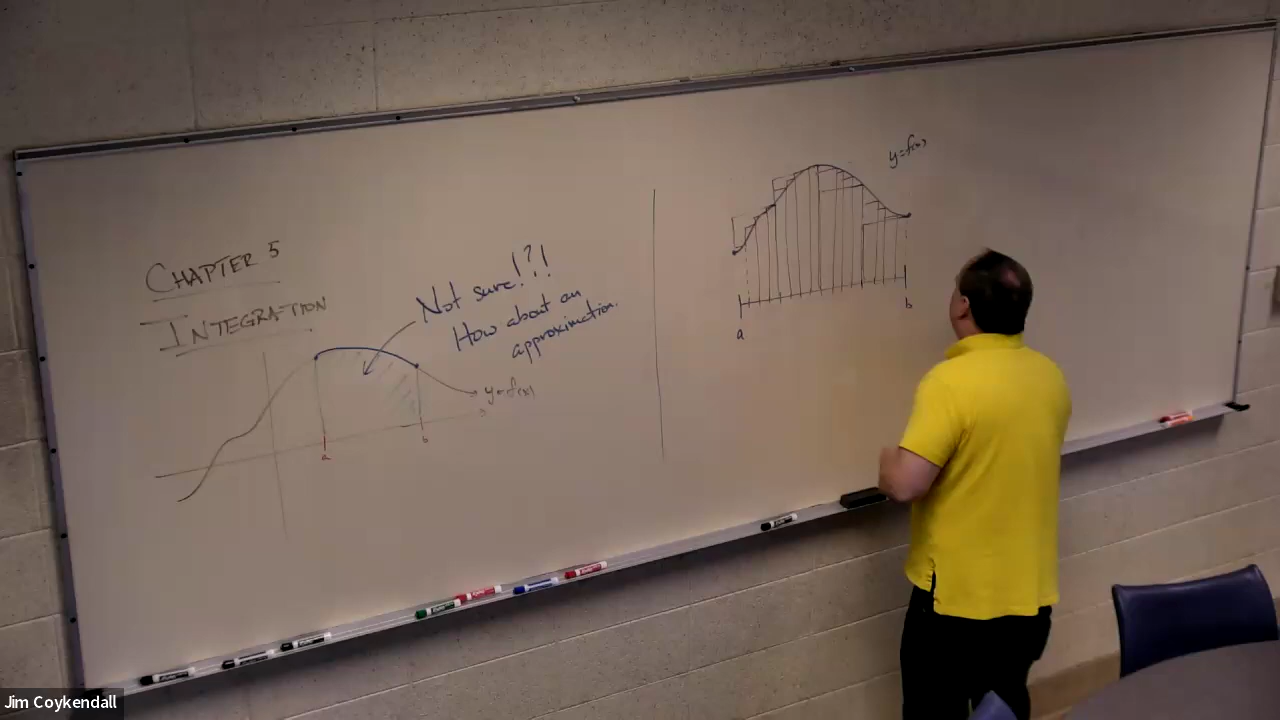 CHAPTER 5
INTEGRATION
Not sure!?!
How about an
approximation.
y=f(x)
a
b
y=f(x)
a
b
Jim Coykendall